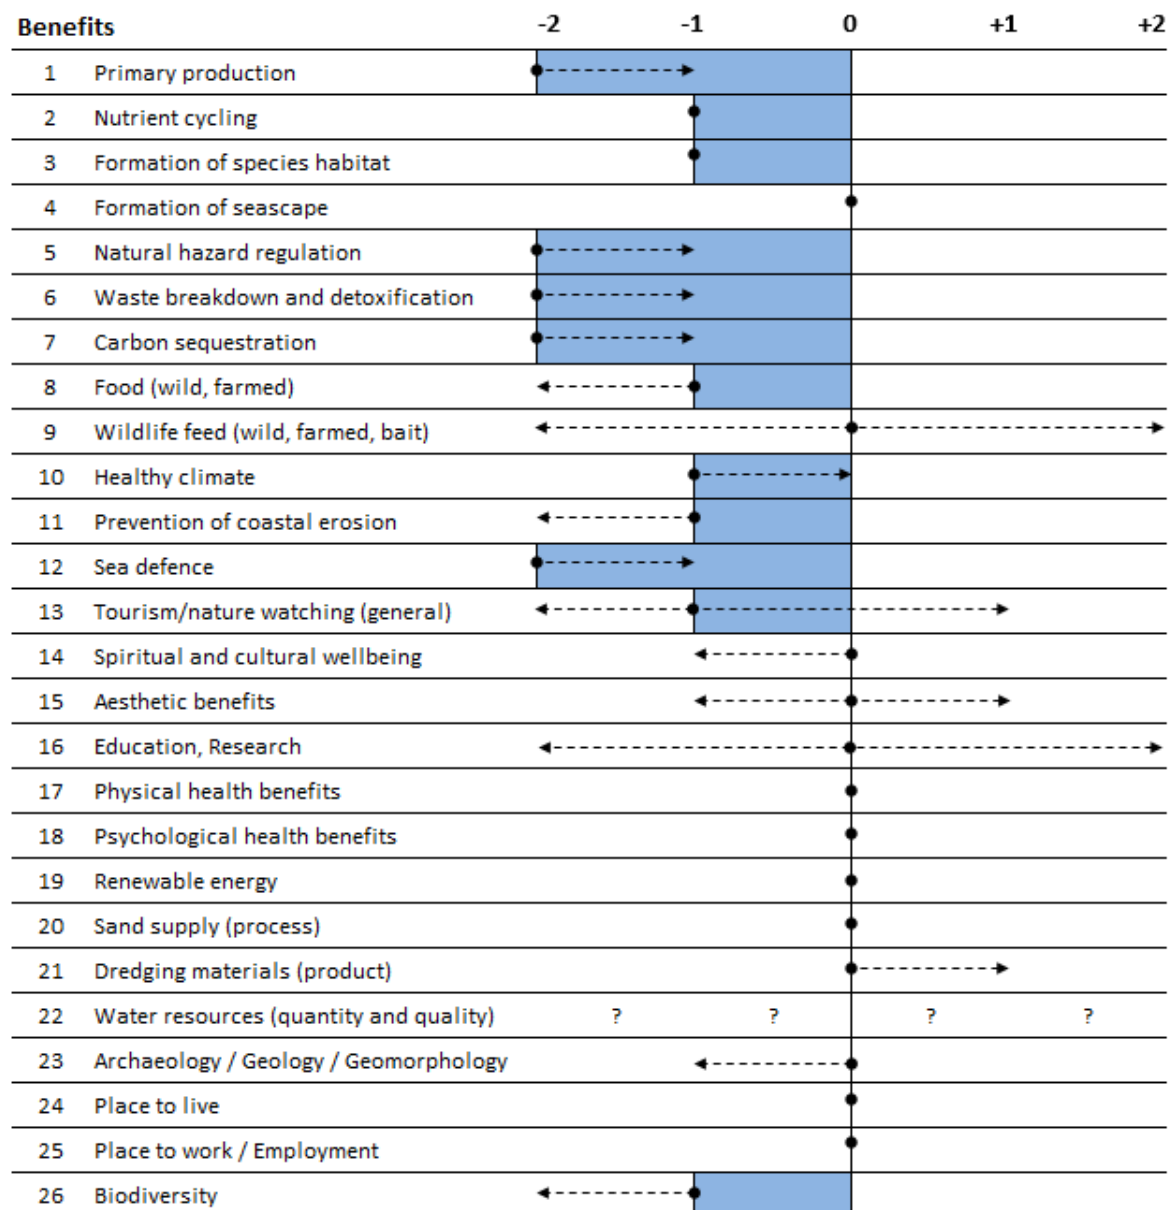 Benefits -2 -1 0 +1 +2
1 Primary production
2 Nutrient cycling
3 Formation of species habitat
4 Formation of seascape
5 Natural hazard regulation
6 Waste breakdown and detoxification
7 Carbon sequestration
8 Food (wild, farmed)
9 Wildlife feed (wild, farmed, bait)
10 Healthy climate
11 Prevention of coastal erosion
12 Sea defence
13 Tourism/nature watching (general)
14 Spiritual and cultural wellbeing
15 Aesthetic benefits
16 Education, Research
17 Physical health benefits
18 Psychological health benefits
19 Renewable energy
20 Sand supply (process)
21 Dredging materials (product)
22 Water resources (quantity and quality) ? ? ? ?
23 Archaeology / Geology / Geomorphology
24 Place to live
25 Place to work / Employment
26 Biodiversity